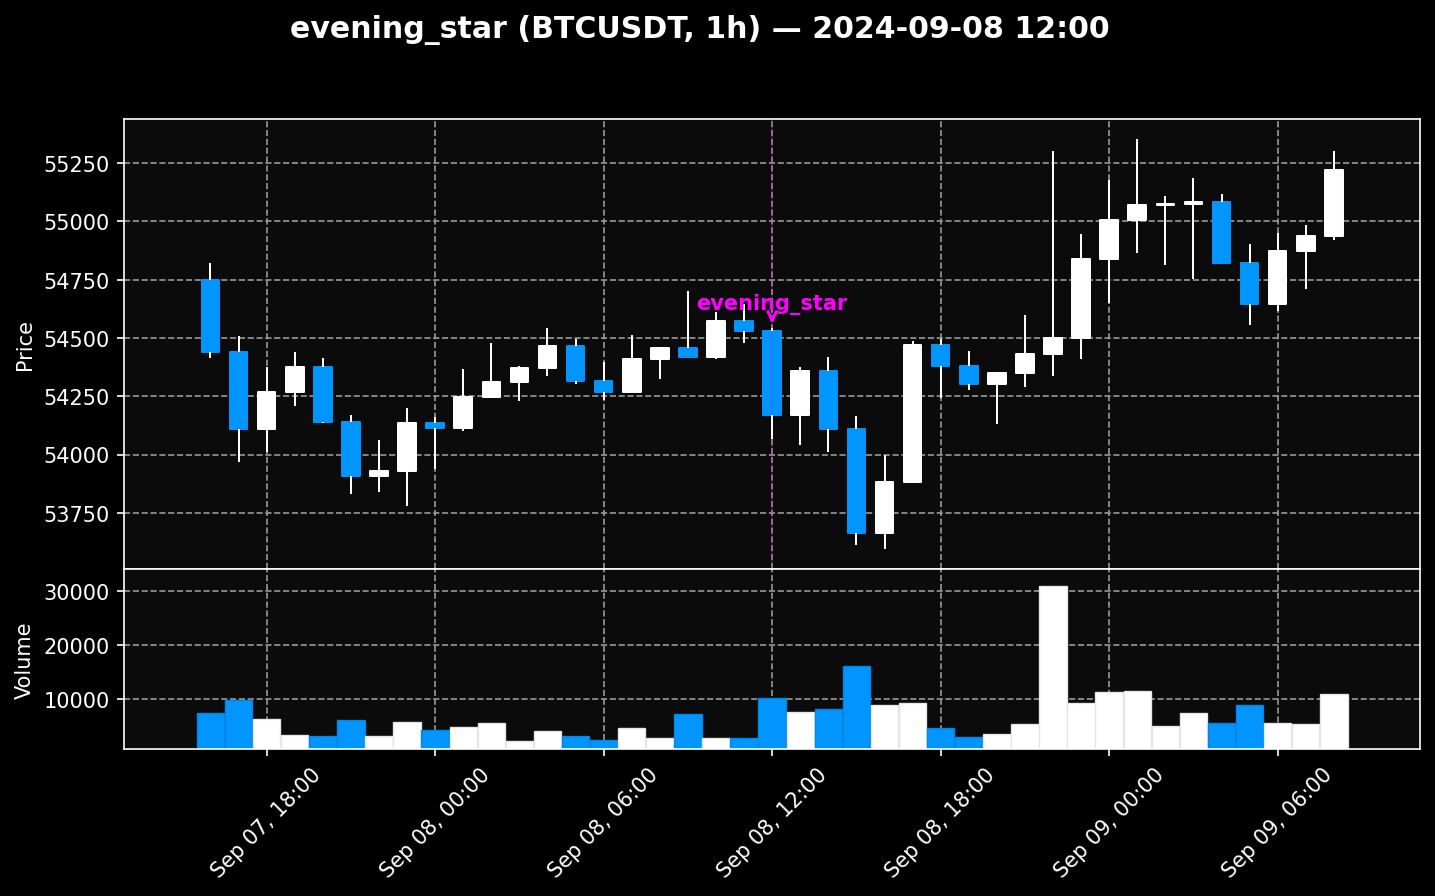 evening_star (BTCUSDT, 1h) — 2024-09-08 12:00
Price
55250
55000
54750
54500
54250
54000
53750
evening_star
Volume
30000
20000
10000
Sep 07, 18:00
Sep 08, 00:00
Sep 08, 06:00
Sep 08, 12:00
Sep 08, 18:00
Sep 09, 00:00
Sep 09, 06:00